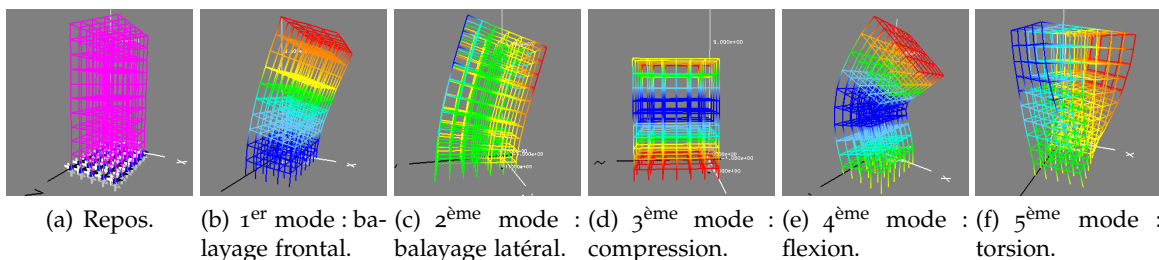 (a) Repos.
(b) 1er mode : ba-
layage frontal.
(c) 2ème mode :
balayage latéral.
(d) 3ème mode :
compression.
(e) 4ème mode :
flexion.
(f) 5ème mode :
torsion.